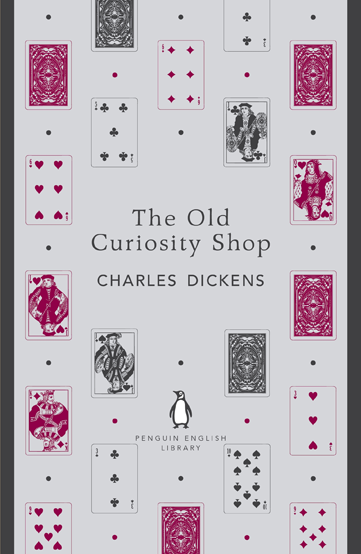 The Old
Curiosity Shop
CHARLES DICKENS
PENGUIN ENGLISH
LIBRARY